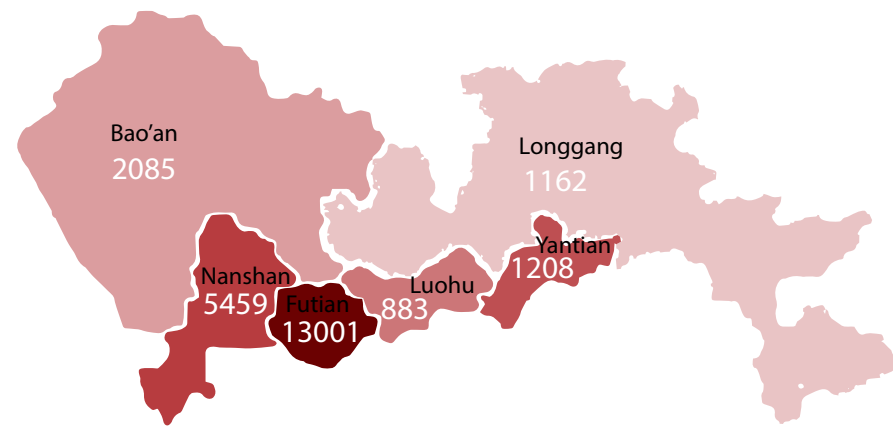 Bao’an
2085
Longgang
1162
Yantian
1208
Nanshan
5459
Luohu
883
Futian
13001